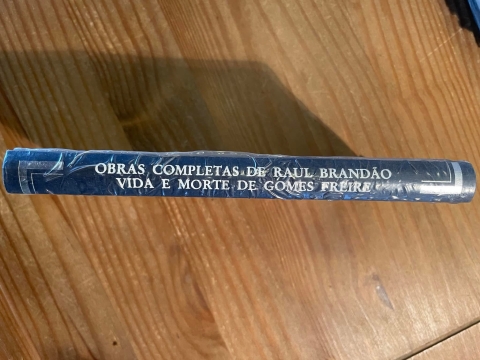 OBRAS COMPLETAS DE RAUL BRANDÃO
VIDA E MORTE DE GOMES FREIRE